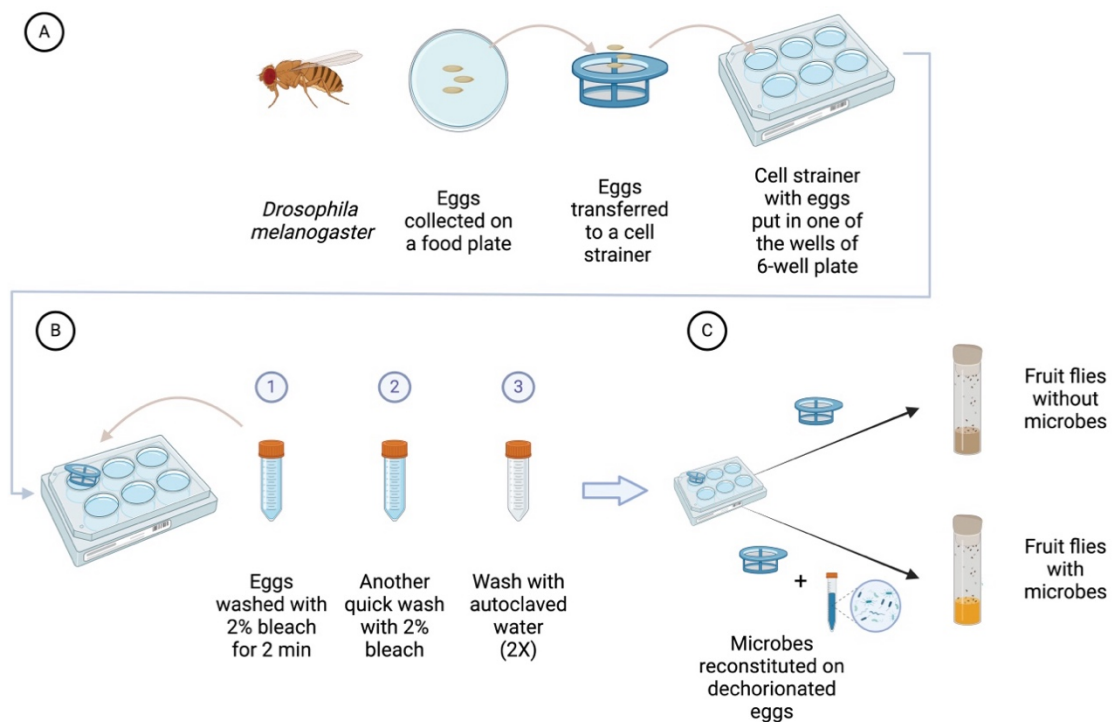 A
Drosophila
melanogaster
Eggs
collected on
a food plate
Eggs
transferred
to a cell
strainer
Cell strainer
with eggs
put in one of
the wells of
6-well plate
B
1
2
3
Eggs
washed with
2% bleach
for 2 min
Another
quick wash
with 2%
bleach
Wash with
autoclaved
water
(2X)
C
Fruit flies
without
microbes
+
Microbes
reconstituted on
dechorionated
eggs
Fruit flies
with
microbes